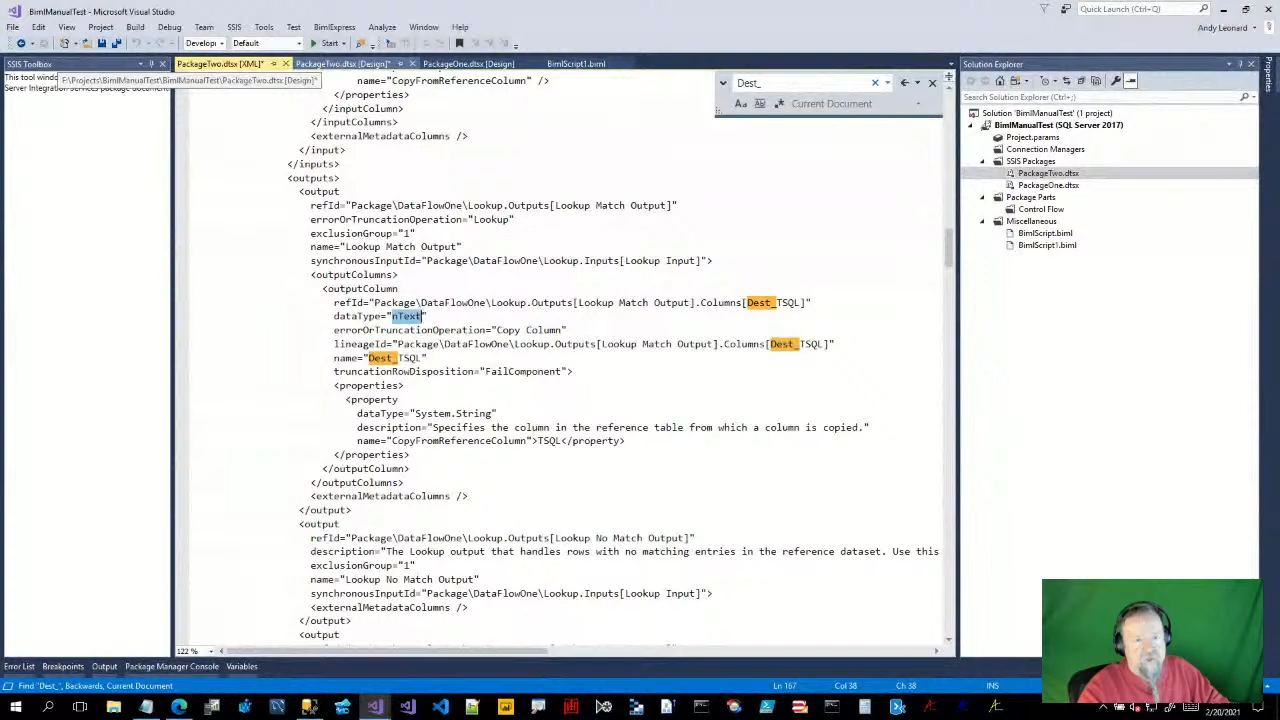 BimlManualTest - Microsoft Visual Studio
Quick Launch (Ctrl+Q)
File Edit View Project Build Debug Team SSIS Tools Test BimlExpress Analyze Window Help
Andy Leonard
Develop Default Start
SSIS Toolbox
PackageTwo.dtsx [XML]* PackageTwo.dtsx [Design]* PackageOne.dtsx [Design] BimlScript1.biml
Solution Explorer
This tool windo
F:\Projects\BimlManualTest\BimlManualTest\PackageTwo.dtsx [Design]*
Server Integration Services package docume
Dest_
Current Document
Search Solution Explorer (Ctrl+;)
Solution 'BimlManualTest' (1 project)
BimlManualTest (SQL Server 2017)
Project.params
Connection Managers
SSIS Packages
PackageTwo.dtsx
PackageOne.dtsx
Package Parts
Control Flow
Miscellaneous
BimlScript.biml
BimlScript1.biml
Properties
name="CopyFromReferenceColumn" />
</properties>
</inputColumn>
</inputColumns>
<externalMetadataColumns />
</input>
</inputs>
<outputs>
<output
refId="Package\DataFlowOne\Lookup.Outputs[Lookup Match Output]"
errorOrTruncationOperation="Lookup"
exclusionGroup="1"
name="Lookup Match Output"
synchronousInputId="Package\DataFlowOne\Lookup.Inputs[Lookup Input]">
<outputColumns>
<outputColumn
refId="Package\DataFlowOne\Lookup.Outputs[Lookup Match Output].Columns[Dest_TSQL]"
dataType="nText"
errorOrTruncationOperation="Copy Column"
lineageId="Package\DataFlowOne\Lookup.Outputs[Lookup Match Output].Columns[Dest_TSQL]"
name="Dest_TSQL"
truncationRowDisposition="FailComponent">
<properties>
<property
dataType="System.String"
description="Specifies the column in the reference table from which a column is copied."
name="CopyFromReferenceColumn">TSQL</property>
</properties>
</outputColumn>
</outputColumns>
<externalMetadataColumns />
</output>
<output
refId="Package\DataFlowOne\Lookup.Outputs[Lookup No Match Output]"
description="The Lookup output that handles rows with no matching entries in the reference dataset. Use this
exclusionGroup="1"
name="Lookup No Match Output"
synchronousInputId="Package\DataFlowOne\Lookup.Inputs[Lookup Input]">
<externalMetadataColumns />
</output>
<output
122 %
Error List Breakpoints Output Package Manager Console Variables
Find "Dest_", Backwards, Current Document
Ln 167 Col 38 Ch 38 INS
2/20/2021